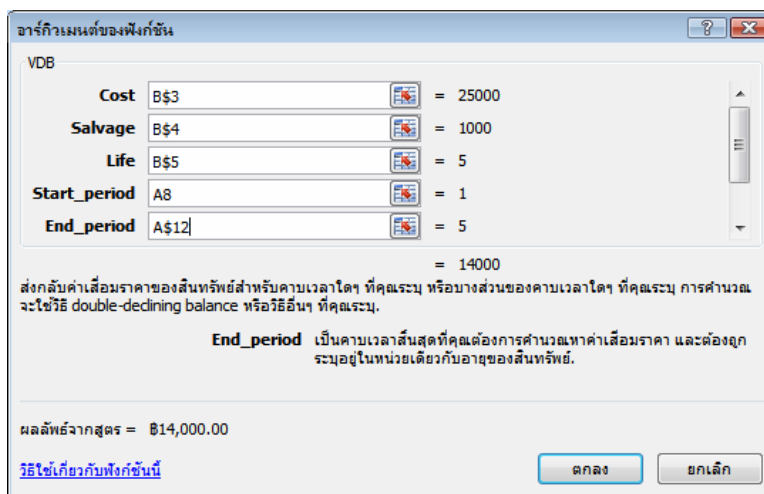 อาร์กิวเมนต์ของฟังก์ชัน
VDB
Cost B$3 = 25000
Salvage B$4 = 1000
Life B$5 = 5
Start_period A8 = 1
End_period A$12 = 5
= 14000
ส่งกลับค่าเสื่อมราคาของสินทรัพย์สำหรับคาบเวลาใดๆ ที่คุณระบุ หรือบางส่วนของคาบเวลาใดๆ ที่คุณระบุ การคำนวณ
จะใช้วิธี double-declining balance หรือวิธีอื่นๆ ที่คุณระบุ.
End_period เป็นคาบเวลาสิ้นสุดที่คุณต้องการคำนวณหาค่าเสื่อมราคา และต้องถูก
ระบุอยู่ในหน่วยเดียวกับอายุของสินทรัพย์.
ผลลัพธ์จากสูตร = ฿14,000.00
วิธีใช้เกี่ยวกับฟังก์ชันนี้
ตกลง
ยกเลิก